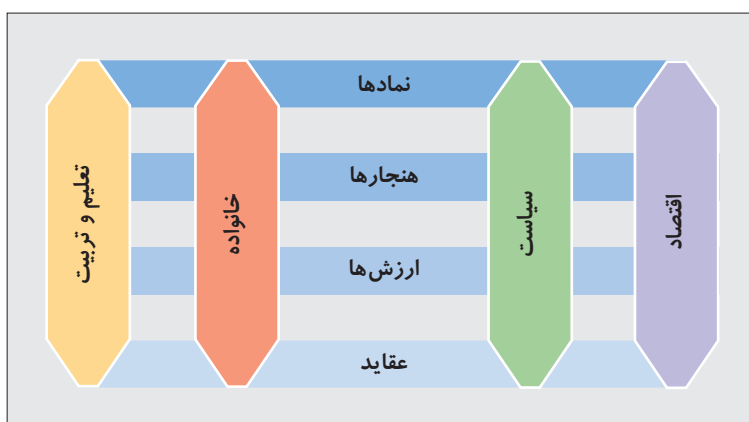 نمادها
هنجارها
ارزش‌ها
عقاید
اقتصاد
سیاست
خانواده
تعلیم و تربیت